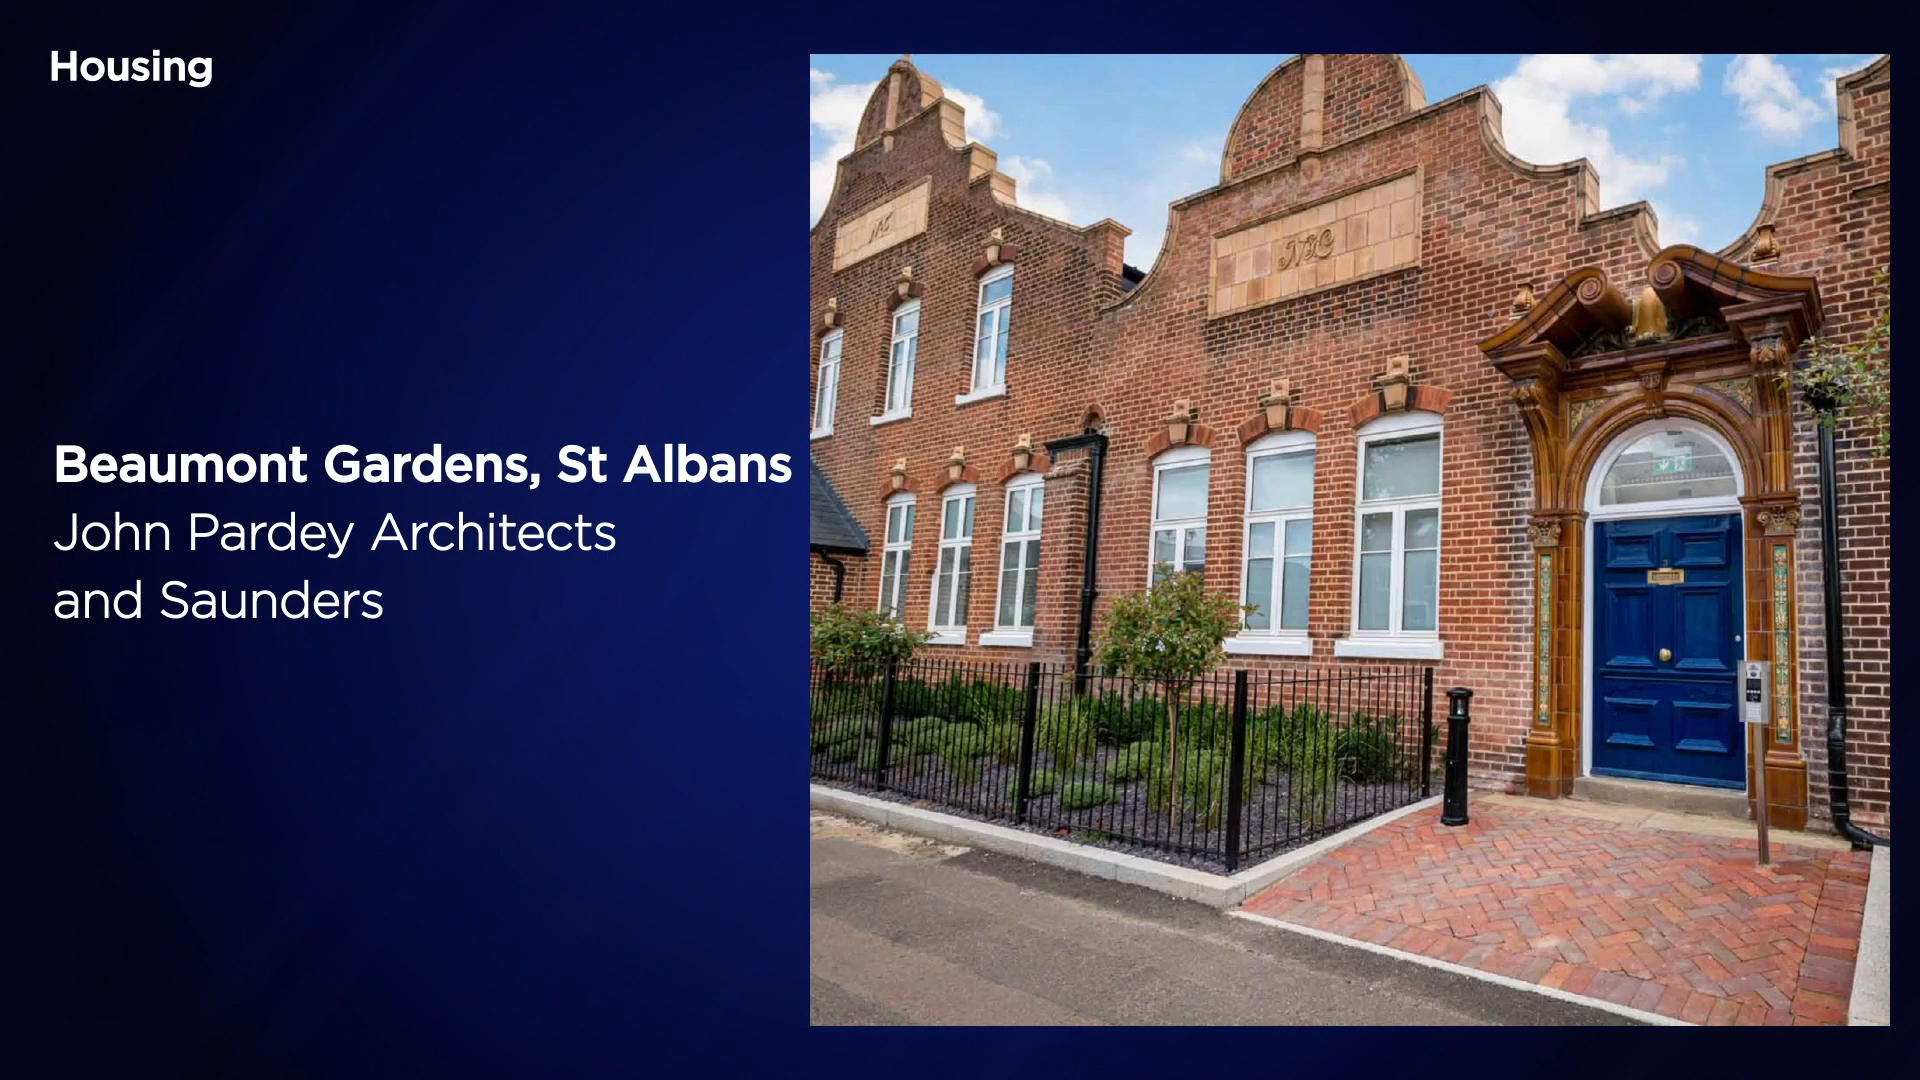 Housing
Beaumont Gardens, St Albans
John Pardey Architects
and Saunders